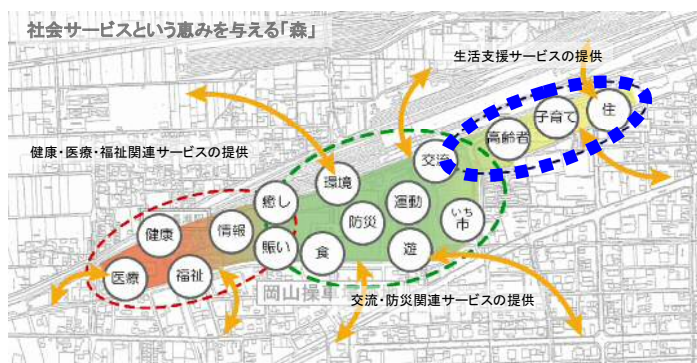 社会サービスという恵みを与える「森」
生活支援サービスの提供
住
子育て
高齢者
健康・医療・福祉関連サービスの提供
交流
環境
癒し
運動
いち
市
防災
情報
健康
賑い
食
遊
福祉
医療
岡山操車
交流・防災関連サービスの提供